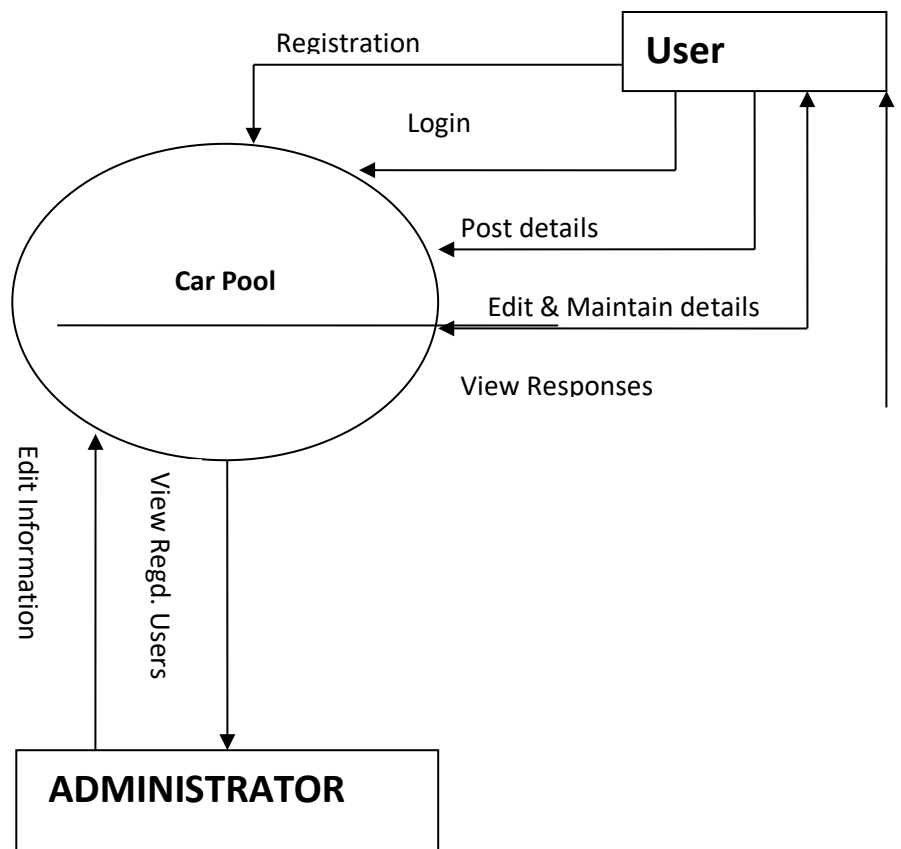 Registration
User
Login
Post details
Car Pool
Edit & Maintain details
View Responses
Edit Information
View Regd. Users
ADMINISTRATOR